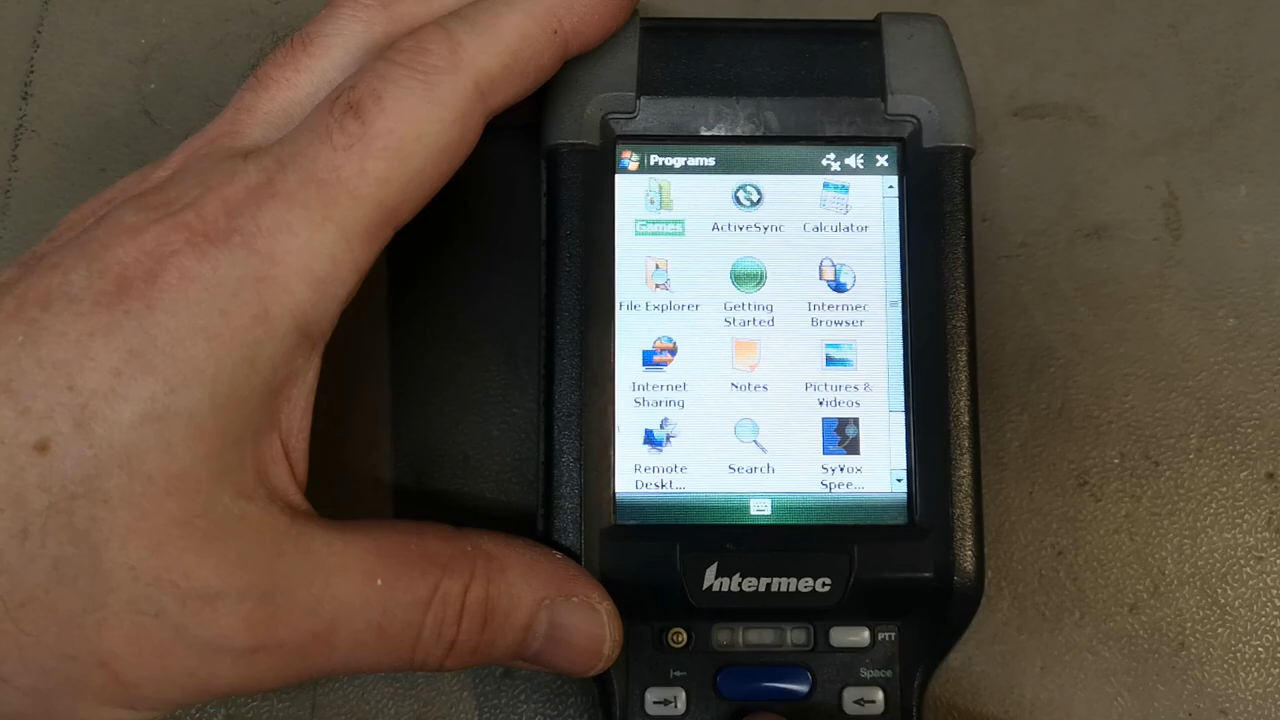 Programs
Games
ActiveSync
Calculator
File Explorer
Getting
Started
Intermec
Browser
Internet
Sharing
Notes
Pictures &
Videos
Remote
Deskt...
Search
SyVox
Spee...
Intermec
PTT
Space